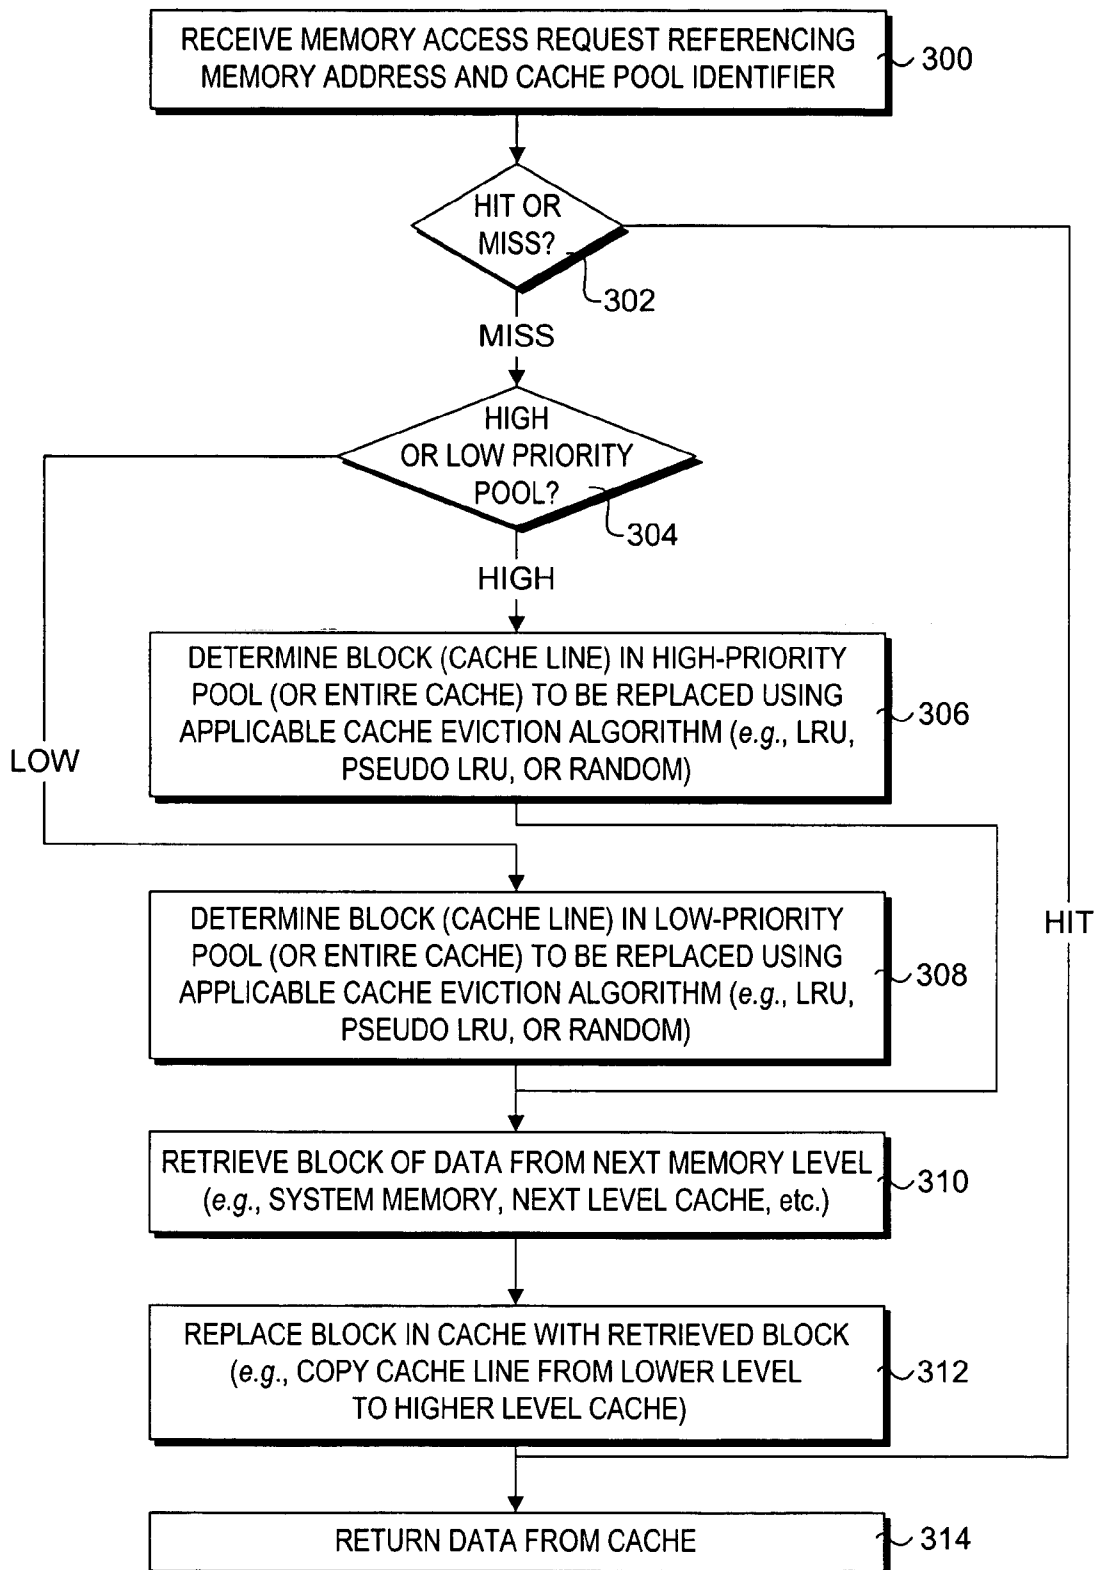 RECEIVE MEMORY ACCESS REQUEST REFERENCING
MEMORY ADDRESS AND CACHE POOL IDENTIFIER
300
HIT OR
MISS?
302
MISS
HIGH
OR LOW PRIORITY
POOL?
304
HIGH
DETERMINE BLOCK (CACHE LINE) IN HIGH-PRIORITY
POOL (OR ENTIRE CACHE) TO BE REPLACED USING
APPLICABLE CACHE EVICTION ALGORITHM (e.g., LRU,
PSEUDO LRU, OR RANDOM)
306
LOW
DETERMINE BLOCK (CACHE LINE) IN LOW-PRIORITY
POOL (OR ENTIRE CACHE) TO BE REPLACED USING
APPLICABLE CACHE EVICTION ALGORITHM (e.g., LRU,
PSEUDO LRU, OR RANDOM)
308
HIT
RETRIEVE BLOCK OF DATA FROM NEXT MEMORY LEVEL
(e.g., SYSTEM MEMORY, NEXT LEVEL CACHE, etc.)
310
REPLACE BLOCK IN CACHE WITH RETRIEVED BLOCK
(e.g., COPY CACHE LINE FROM LOWER LEVEL
TO HIGHER LEVEL CACHE)
312
RETURN DATA FROM CACHE
314